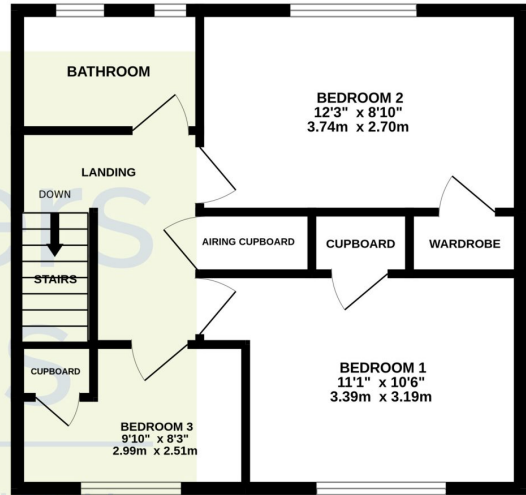 BATHROOM
BEDROOM 2
12'3" x 8'10"
3.74m x 2.70m
LANDING
DOWN
AIRING CUPBOARD
CUPBOARD
WARDROBE
STAIRS
CUPBOARD
BEDROOM 1
11'1" x 10'6"
3.39m x 3.19m
BEDROOM 3
9'10" x 8'3"
2.99m x 2.51m